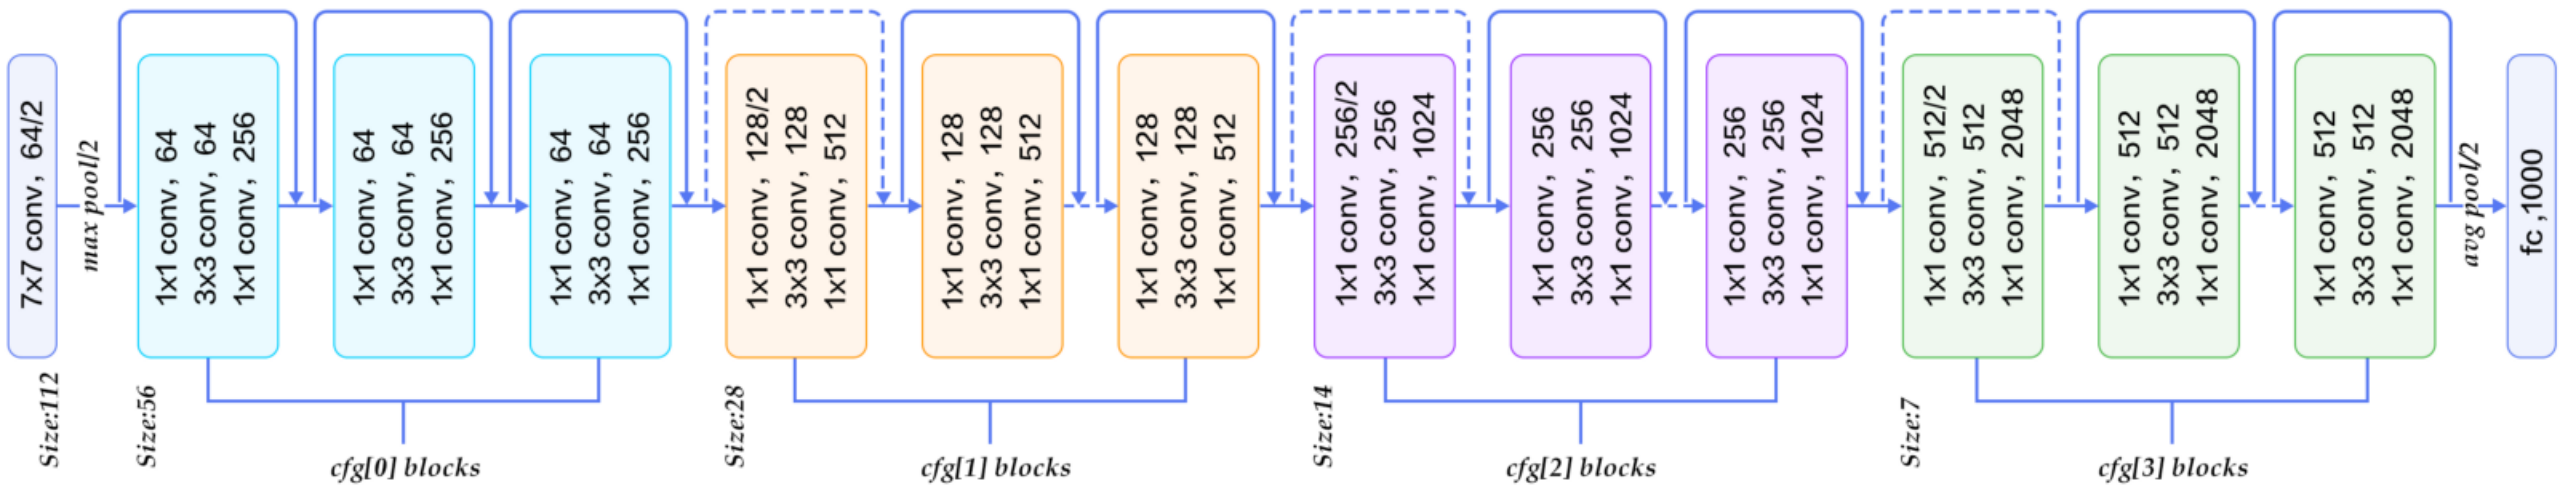 7x7 conv, 64/2
max pool/2
1x1 conv, 64
3x3 conv, 64
1x1 conv, 256
1x1 conv, 64
3x3 conv, 64
1x1 conv, 256
1x1 conv, 64
3x3 conv, 64
1x1 conv, 256
1x1 conv, 128/2
3x3 conv, 128
1x1 conv, 512
1x1 conv, 128
3x3 conv, 128
1x1 conv, 512
1x1 conv, 128
3x3 conv, 128
1x1 conv, 512
1x1 conv, 256/2
3x3 conv, 256
1x1 conv, 1024
1x1 conv, 256
3x3 conv, 256
1x1 conv, 1024
1x1 conv, 256
3x3 conv, 256
1x1 conv, 1024
1x1 conv, 512/2
3x3 conv, 512
1x1 conv, 2048
1x1 conv, 512
3x3 conv, 512
1x1 conv, 2048
1x1 conv, 512
3x3 conv, 512
1x1 conv, 2048
avg pool/2
fc ,1000
Size:112
Size:56
cfg[0] blocks
Size:28
cfg[1] blocks
Size:14
cfg[2] blocks
Size:7
cfg[3] blocks